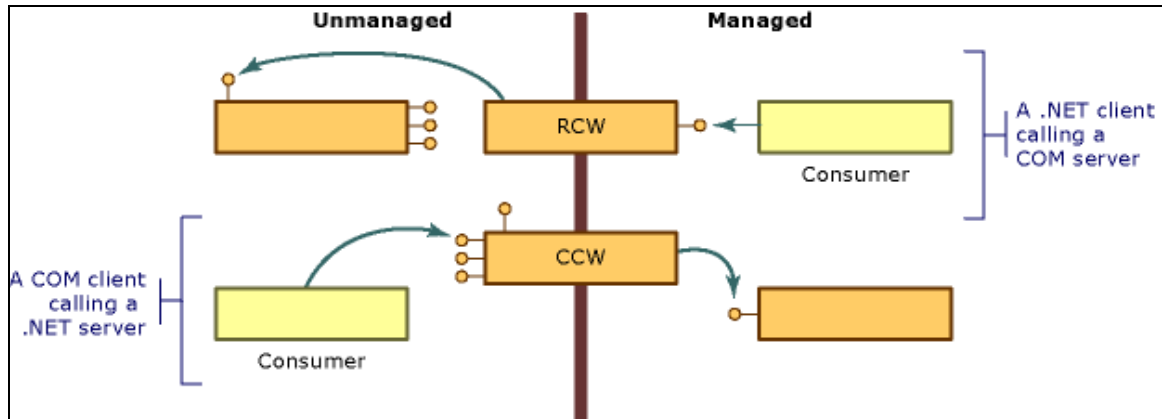 Unmanaged
Managed
RCW
Consumer
A .NET client
calling a
COM server
CCW
A COM client
calling a
.NET server
Consumer